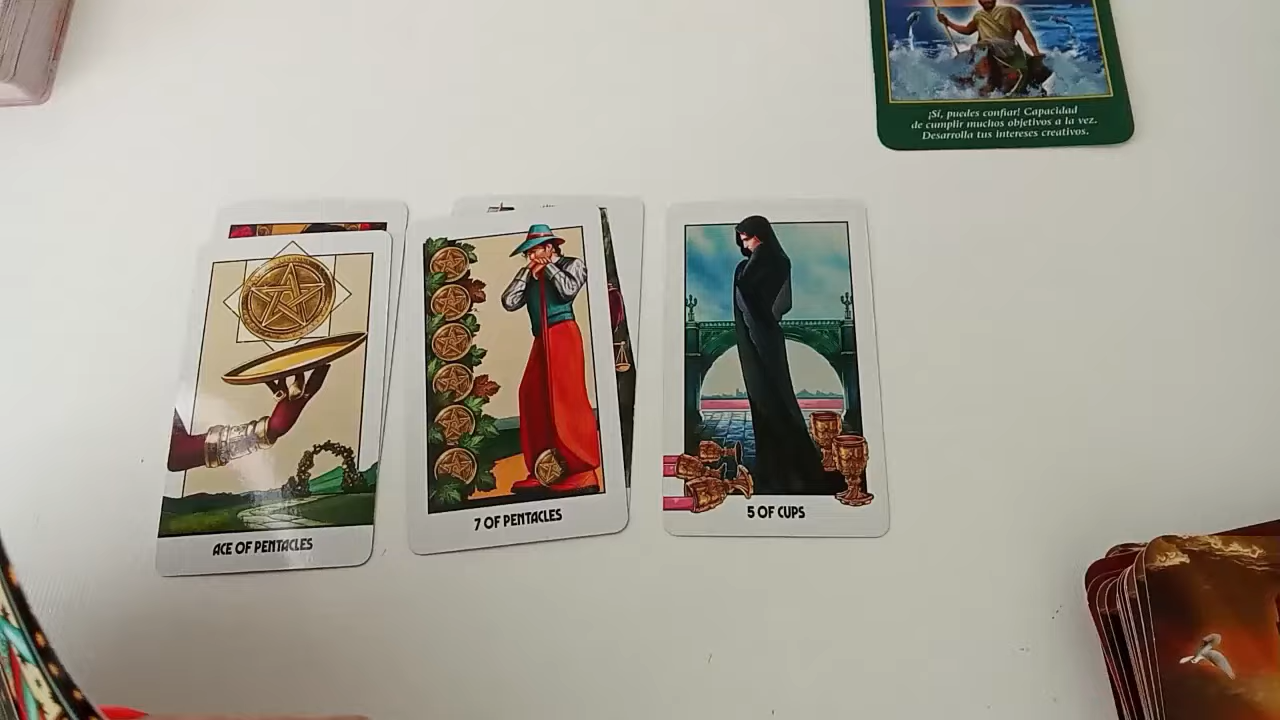 ¡Sí, puedes confiar! Capacidad
de cumplir muchos objetivos a la vez.
Desarrolla tus intereses creativos.
ACE OF PENTACLES
7 OF PENTACLES
5 OF CUPS